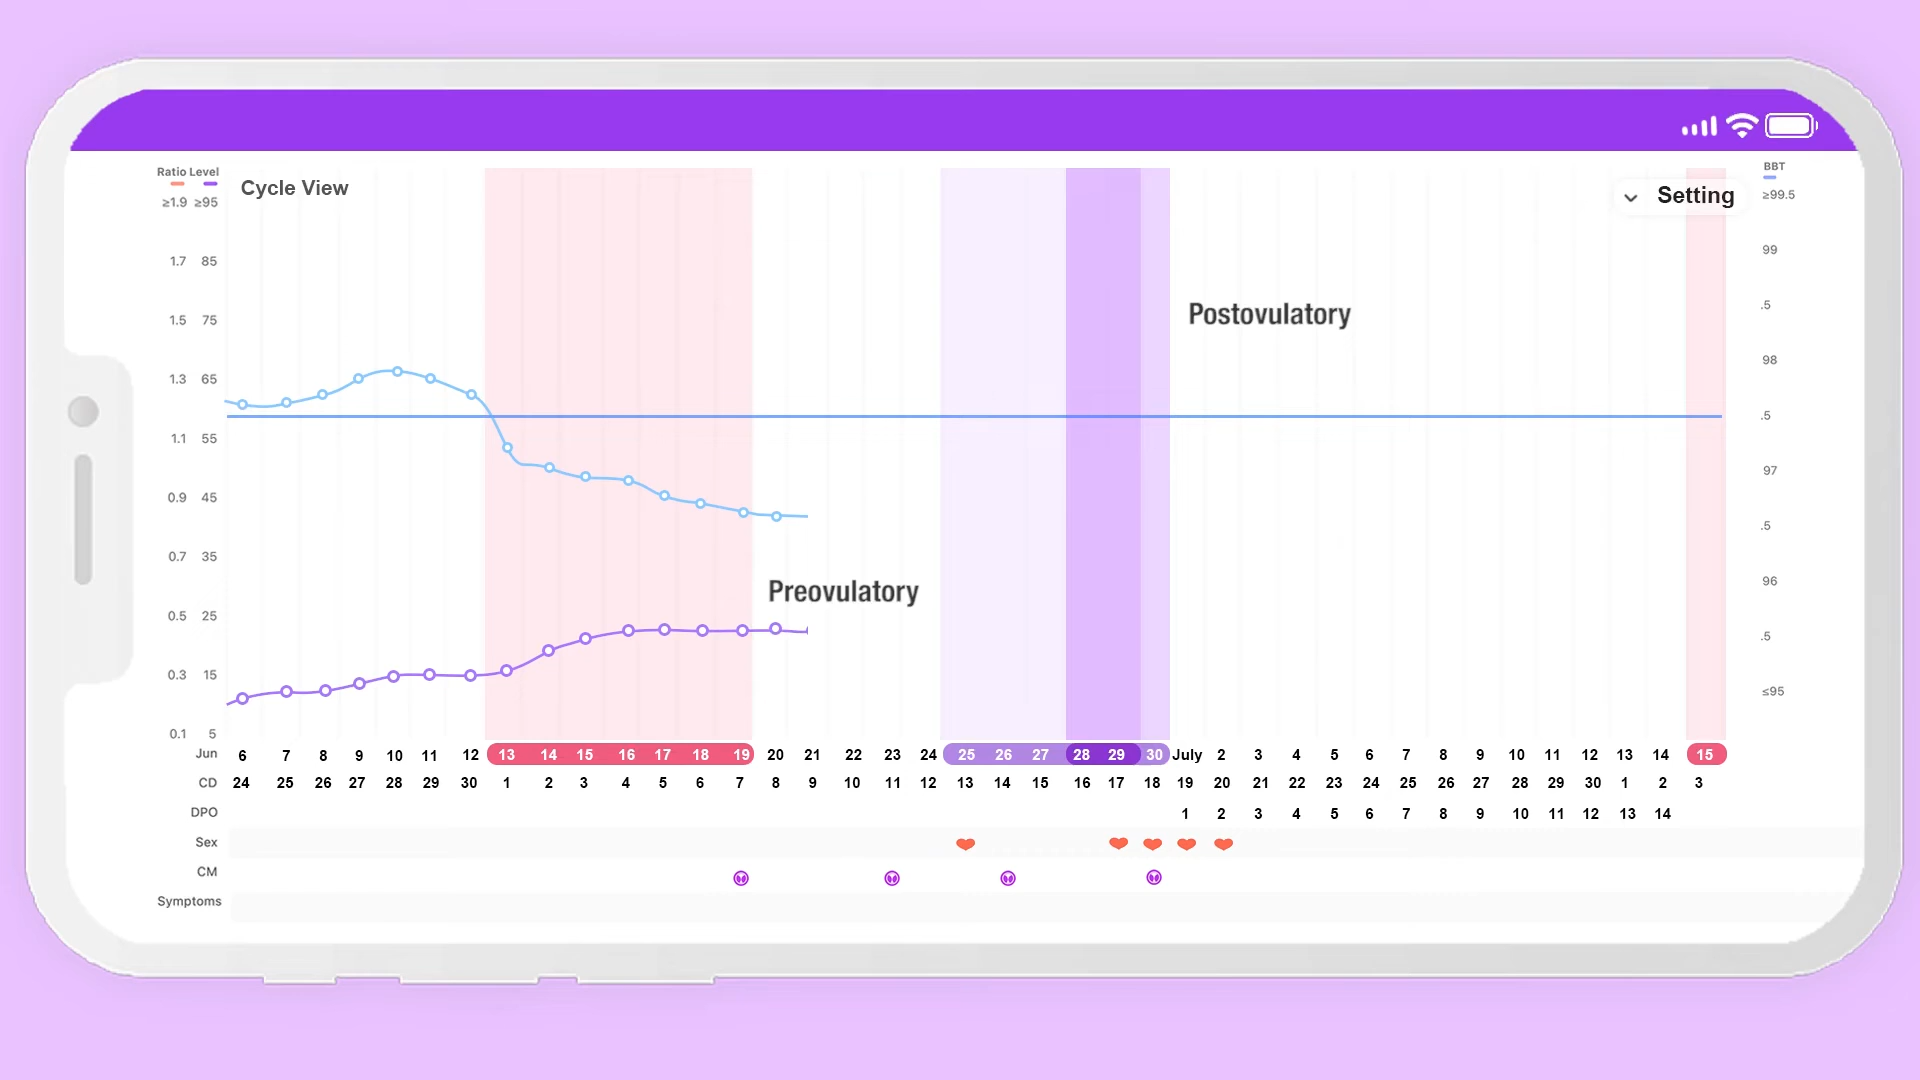 Ratio Level
Cycle View
BBT
Setting
≥1.9 ≥95
≥99.5
1.7 85
99
1.5 75
.5
Postovulatory
1.3 65
98
1.1 55
.5
0.9 45
97
0.7 35
.5
Preovulatory
96
0.5 25
.5
0.3 15
≤95
0.1 5
Jun 6 7 8 9 10 11 12 13 14 15 16 17 18 19 20 21 22 23 24 25 26 27 28 29 30 July 2 3 4 5 6 7 8 9 10 11 12 13 14 15
CD 24 25 26 27 28 29 30 1 2 3 4 5 6 7 8 9 10 11 12 13 14 15 16 17 18 19 20 21 22 23 24 25 26 27 28 29 30 1 2 3
DPO 1 2 3 4 5 6 7 8 9 10 11 12 13 14
Sex
CM
Symptoms